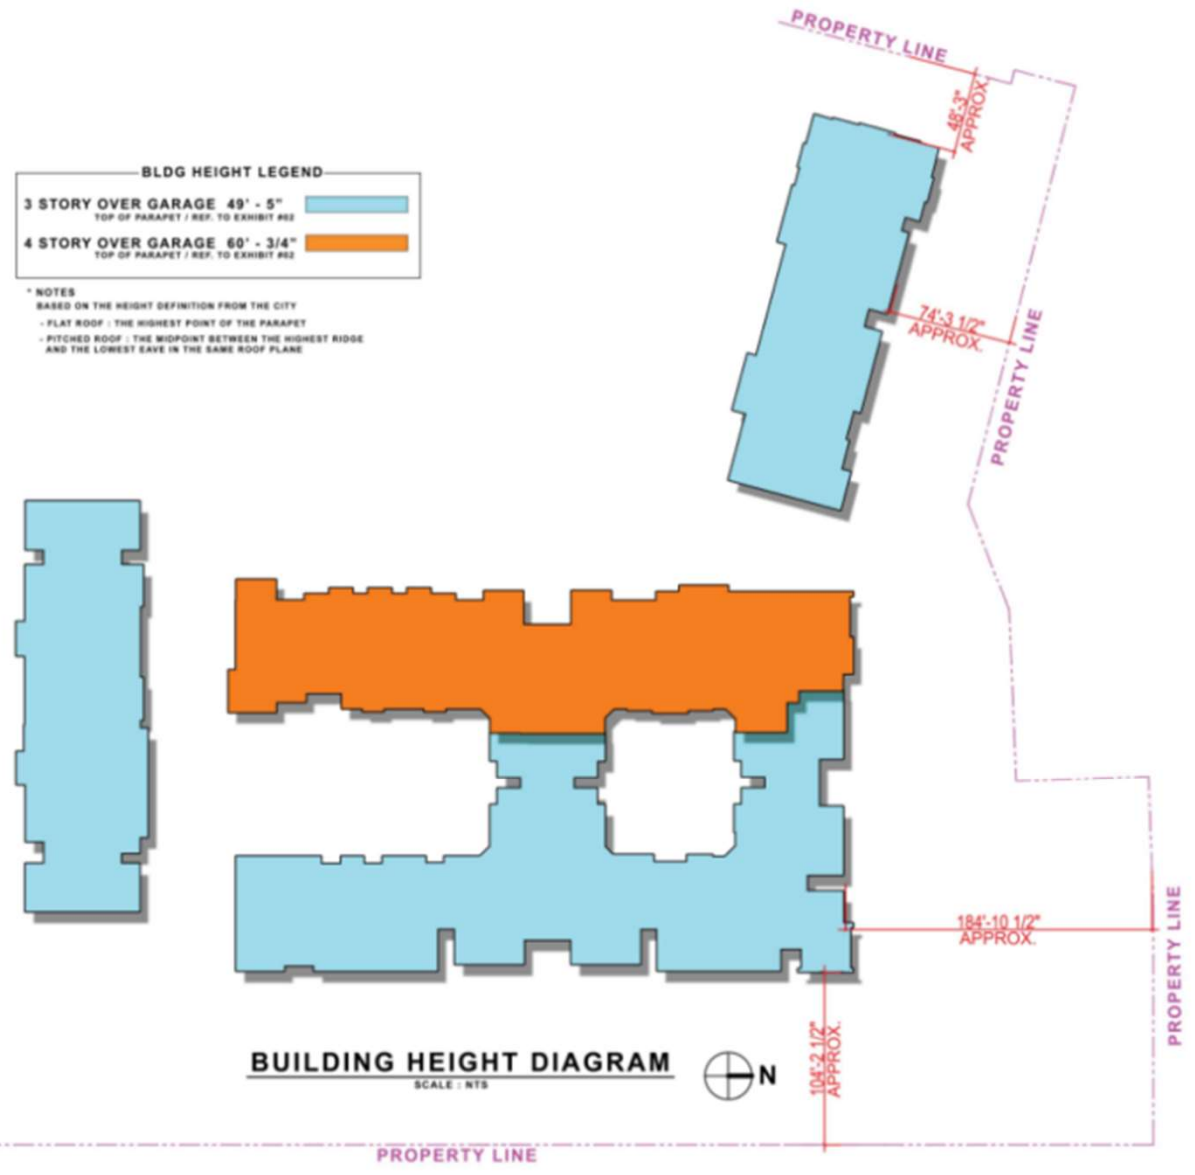 PROPERTY LINE
48'-3"
APPROX.
BLDG HEIGHT LEGEND
3 STORY OVER GARAGE 49' - 5"
TOP OF PARAPET / REF. TO EXHIBIT #02
4 STORY OVER GARAGE 60' - 3/4"
TOP OF PARAPET / REF. TO EXHIBIT #02
* NOTES
BASED ON THE HEIGHT DEFINITION FROM THE CITY
- FLAT ROOF : THE HIGHEST POINT OF THE PARAPET
- PITCHED ROOF : THE MIDPOINT BETWEEN THE HIGHEST RIDGE
AND THE LOWEST EAVE IN THE SAME ROOF PLANE
74'-3 1/2"
APPROX.
PROPERTY LINE
184'-10 1/2"
APPROX.
PROPERTY LINE
104'-2 1/2"
APPROX.
BUILDING HEIGHT DIAGRAM
SCALE : NTS
N
PROPERTY LINE